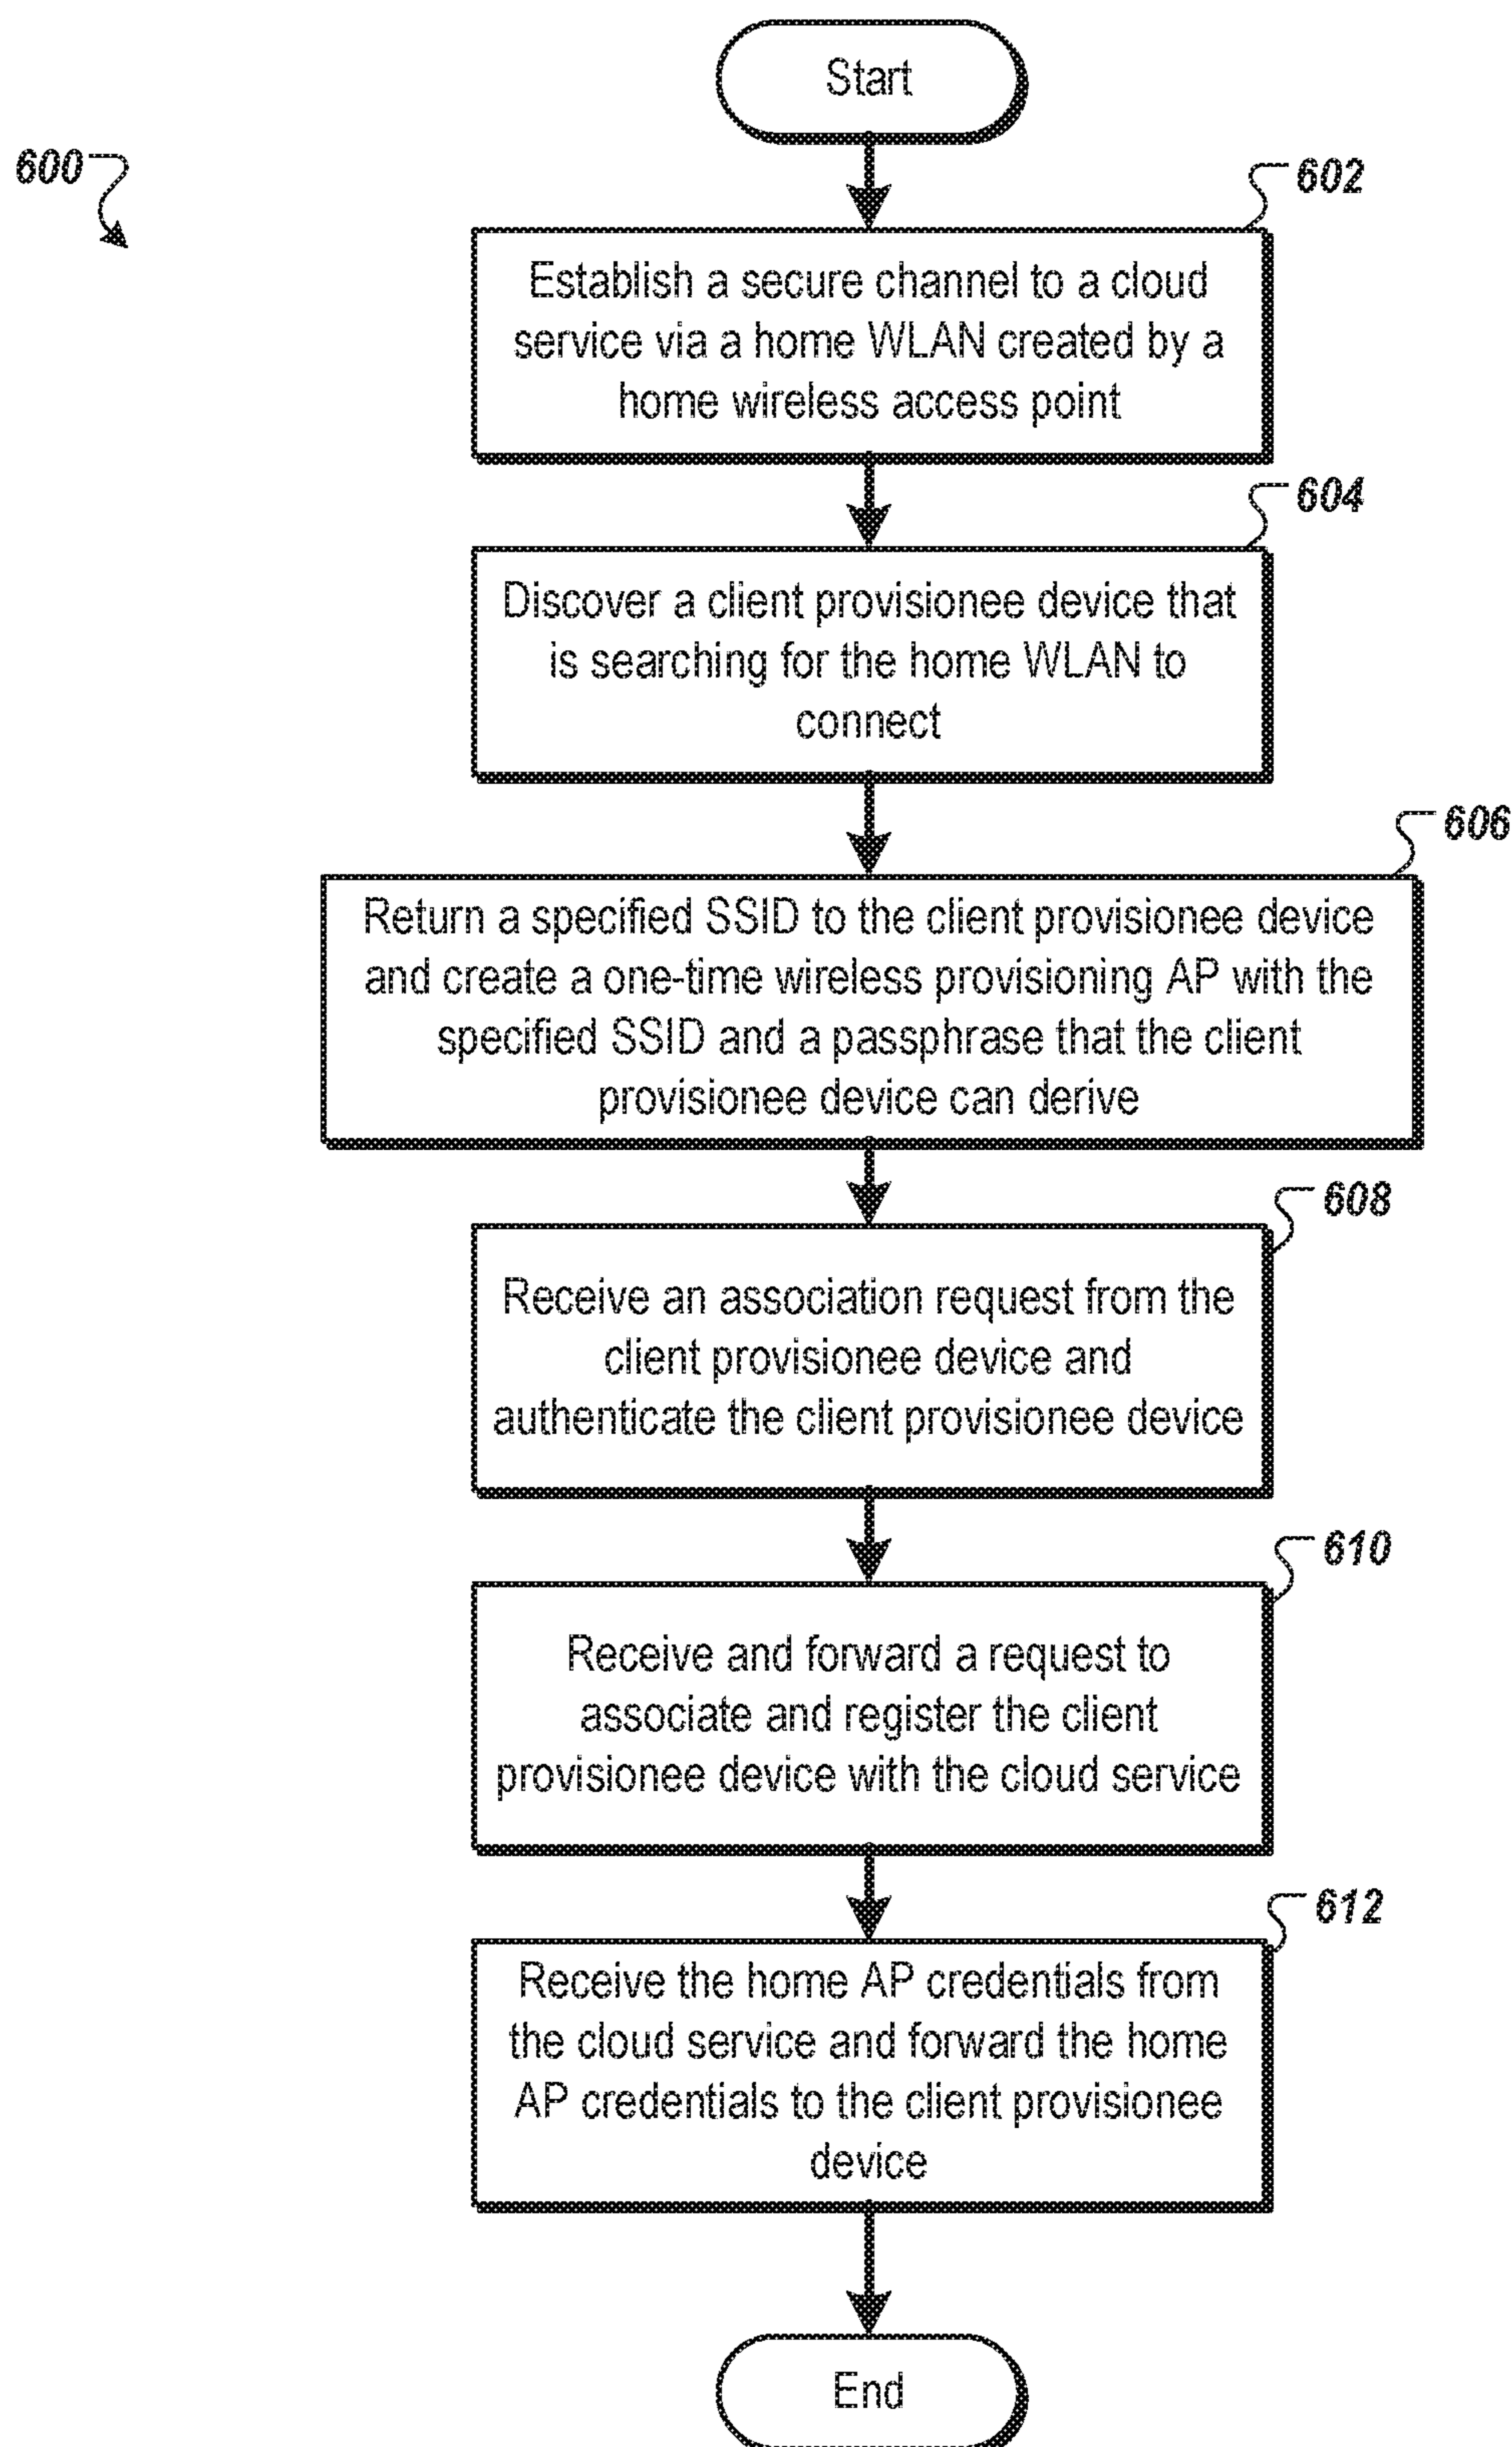 Start
600
602
Establish a secure channel to a cloud
service via a home WLAN created by a
home wireless access point
604
Discover a client provisionee device that
is searching for the home WLAN to
connect
606
Return a specified SSID to the client provisionee device
and create a one-time wireless provisioning AP with the
specified SSID and a passphrase that the client
provisionee device can derive
608
Receive an association request from the
client provisionee device and
authenticate the client provisionee device
610
Receive and forward a request to
associate and register the client
provisionee device with the cloud service
612
Receive the home AP credentials from
the cloud service and forward the home
AP credentials to the client provisionee
device
End